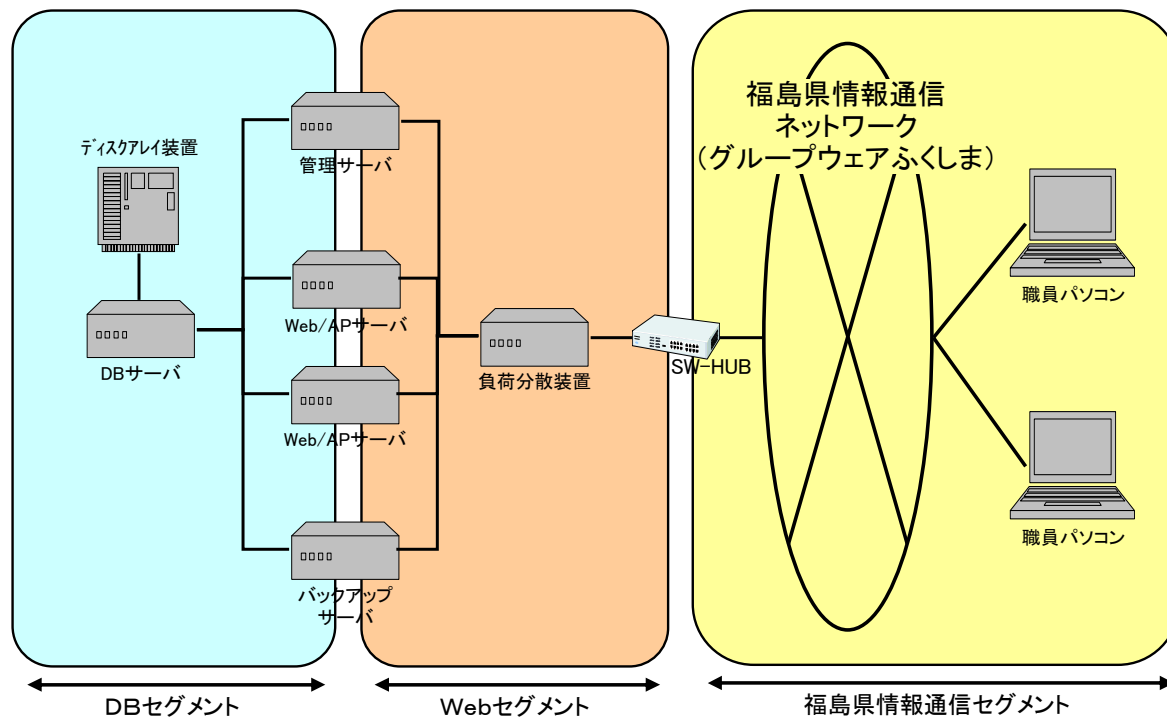 ディスクアレイ装置
DBサーバ
管理サーバ
Web/APサーバ
Web/APサーバ
バックアップ
サーバ
負荷分散装置
SW-HUB
福島県情報通信
ネットワーク
(グループウェアふくしま)
職員パソコン
職員パソコン
DBセグメント
Webセグメント
福島県情報通信セグメント